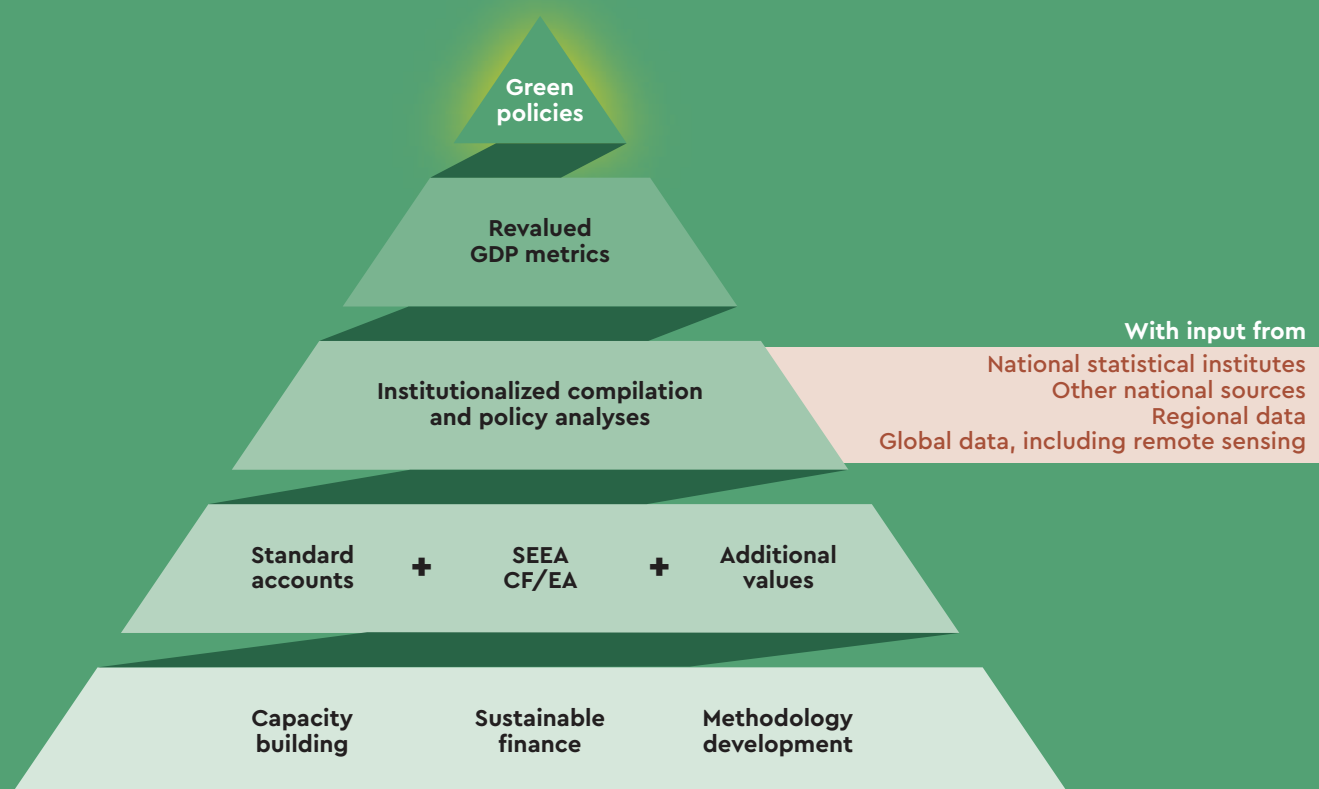 Green
policies
Revalued
GDP metrics
With input from
National statistical institutes
Other national sources
Regional data
Global data, including remote sensing
Institutionalized compilation
and policy analyses
Standard
accounts
+
SEEA
CF/EA
+
Additional
values
Capacity
building
Sustainable
finance
Methodology
development